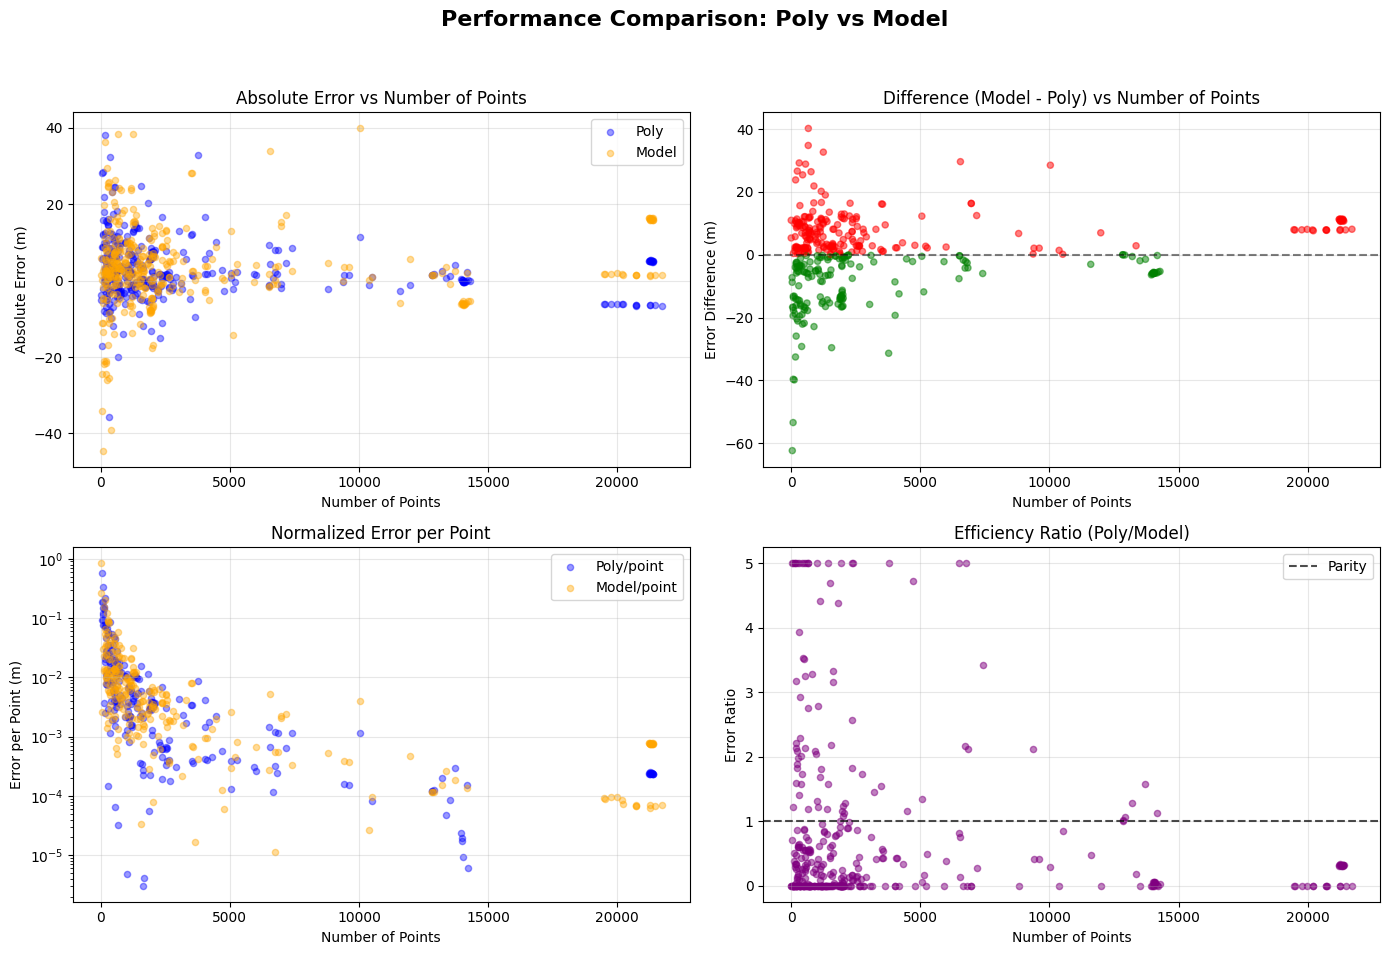 Performance Comparison: Poly vs Model
Absolute Error vs Number of Points
Absolute Error (m)
40
20
0
−20
−40
Poly
Model
0 5000 10000 15000 20000
Number of Points
Difference (Model - Poly) vs Number of Points
Error Difference (m)
40
20
0
−20
−40
−60
0 5000 10000 15000 20000
Number of Points
Normalized Error per Point
Error per Point (m)
10⁰
10⁻¹
10⁻²
10⁻³
10⁻⁴
10⁻⁵
Poly/point
Model/point
0 5000 10000 15000 20000
Number of Points
Efficiency Ratio (Poly/Model)
Error Ratio
5
4
3
2
1
0
Parity
0 5000 10000 15000 20000
Number of Points